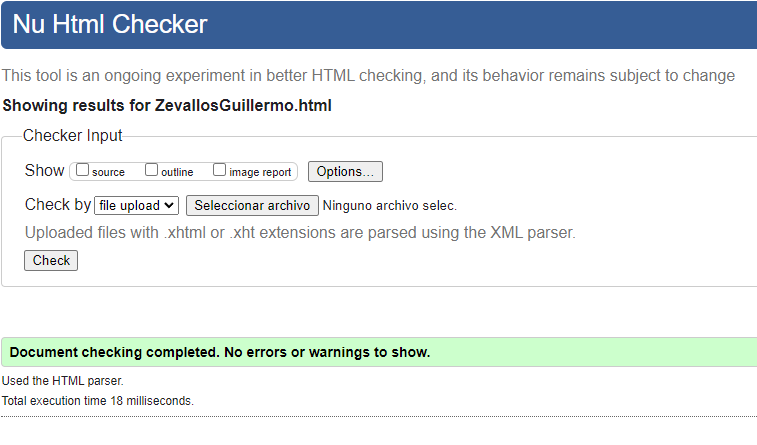 Nu Html Checker
This tool is an ongoing experiment in better HTML checking, and its behavior remains subject to change
Showing results for ZevallosGuillermo.html
Checker Input
Show source outline image report Options...
Check by file upload Seleccionar archivo Ninguno archivo selec.
Uploaded files with .xhtml or .xht extensions are parsed using the XML parser.
Check
Document checking completed. No errors or warnings to show.
Used the HTML parser.
Total execution time 18 milliseconds.